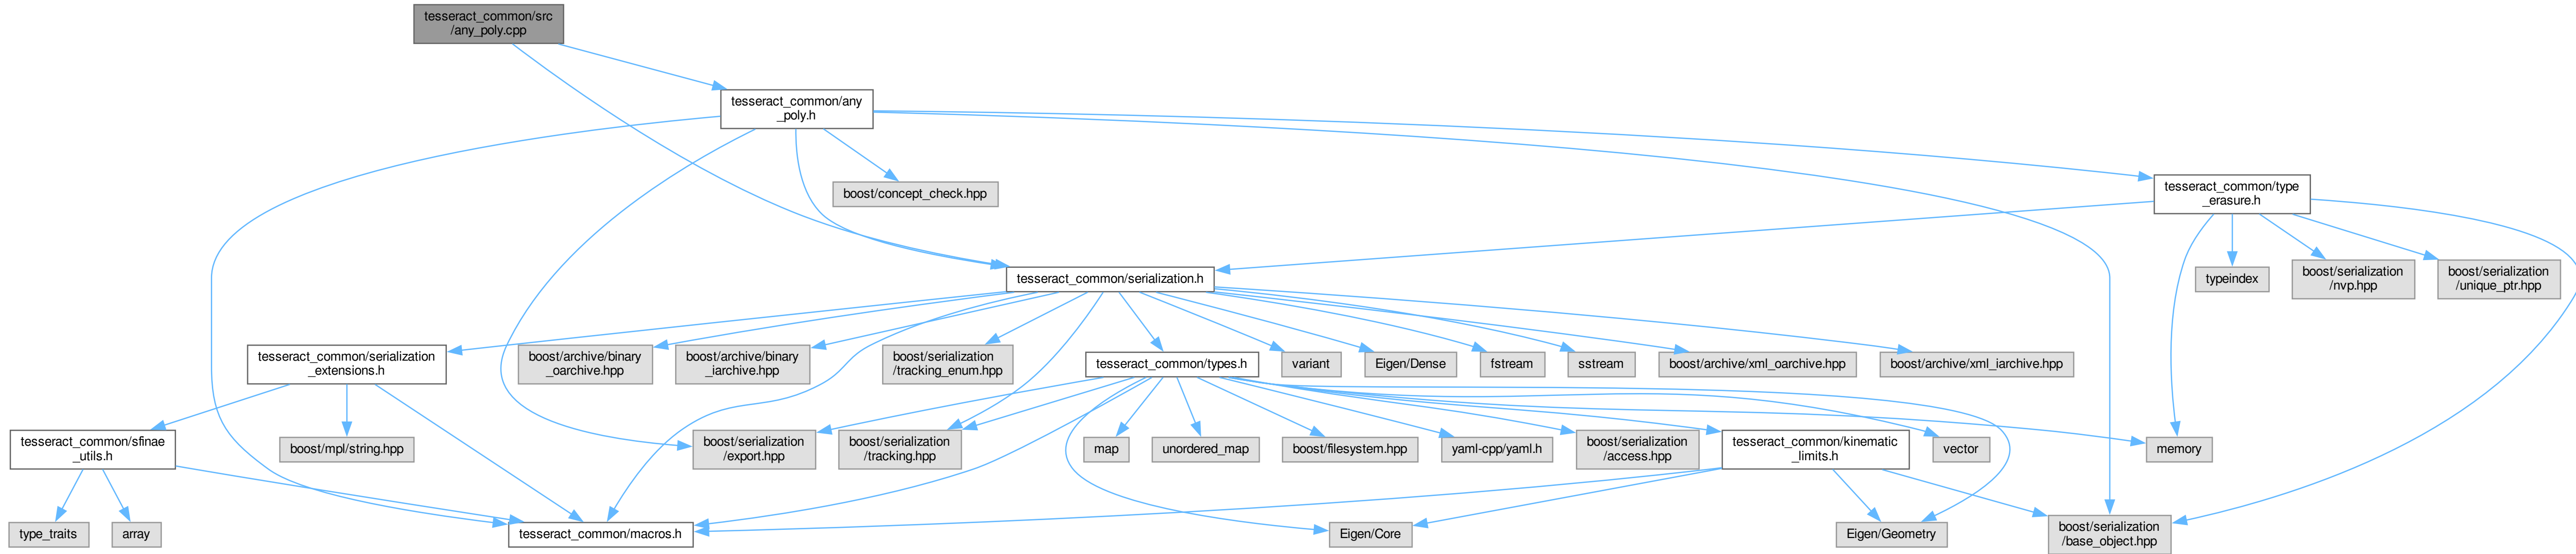 tesseract_common/src
/any_poly.cpp
tesseract_common/any
_poly.h
boost/concept_check.hpp
tesseract_common/type
_erasure.h
tesseract_common/serialization.h
typeindex
boost/serialization
/nvp.hpp
boost/serialization
/unique_ptr.hpp
tesseract_common/serialization
_extensions.h
boost/archive/binary
_oarchive.hpp
boost/archive/binary
_iarchive.hpp
boost/serialization
/tracking_enum.hpp
tesseract_common/types.h
variant
Eigen/Dense
fstream
sstream
boost/archive/xml_oarchive.hpp
boost/archive/xml_iarchive.hpp
tesseract_common/sfinae
_utils.h
boost/mpl/string.hpp
boost/serialization
/export.hpp
boost/serialization
/tracking.hpp
map
unordered_map
boost/filesystem.hpp
yaml-cpp/yaml.h
boost/serialization
/access.hpp
tesseract_common/kinematic
_limits.h
vector
memory
type_traits
array
tesseract_common/macros.h
Eigen/Core
Eigen/Geometry
boost/serialization
/base_object.hpp